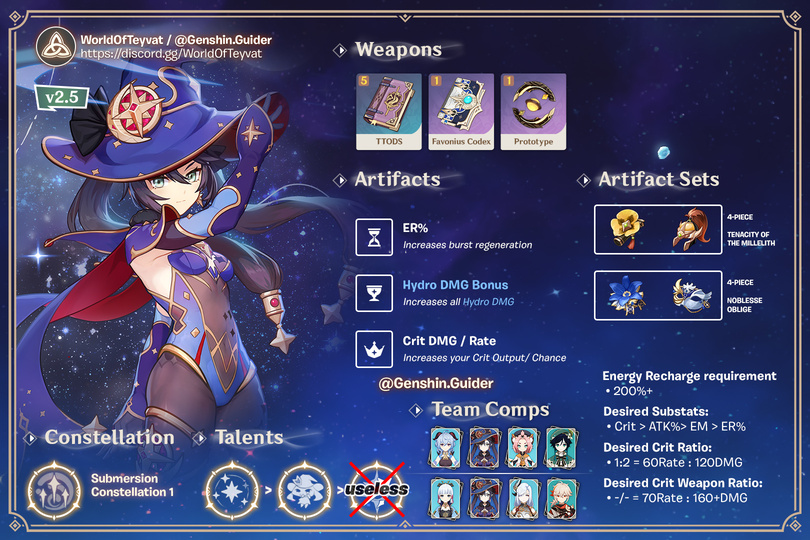 WorldOfTeyvat / @Genshin.Guider
https://discord.gg/WorldOfTeyvat
v2.5
Weapons
5
1
1
TTODS
Favonius Codex
Prototype
Artifacts
ER%
Increases burst regeneration
Hydro DMG Bonus
Increases all Hydro DMG
Crit DMG / Rate
Increases your Crit Output/ Chance
@Genshin.Guider
Artifact Sets
4-PIECE
TENACITY OF
THE MILLELITH
4-PIECE
NOBLESSE
OBLIGE
Energy Recharge requirement
• 200%+
Desired Substats:
• Crit > ATK%> EM > ER%
Desired Crit Ratio:
• 1:2 = 60Rate : 120DMG
Desired Crit Weapon Ratio:
• -/- = 70Rate : 160+DMG
Team Comps
Constellation
Submersion
Constellation 1
Talents
> > useless